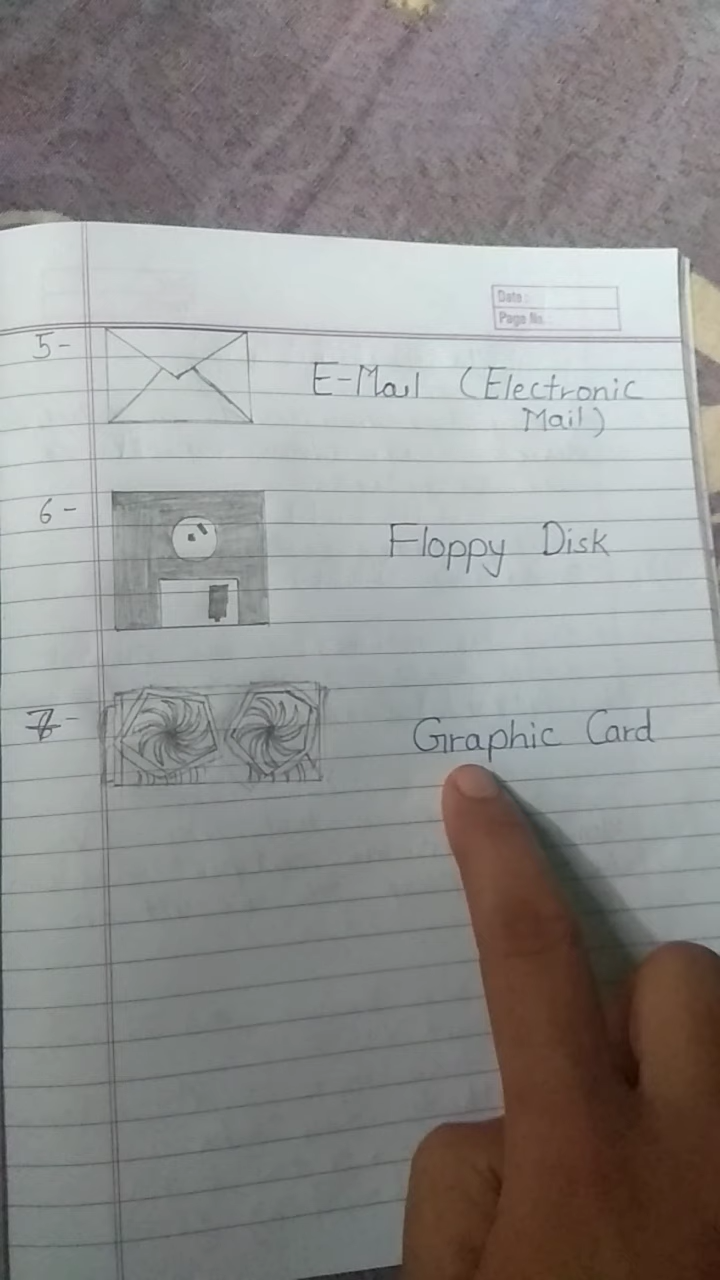 Date :
Page No. :
5-
E-Mail (Electronic
Mail)
6-
Floppy Disk
7-
Graphic Card